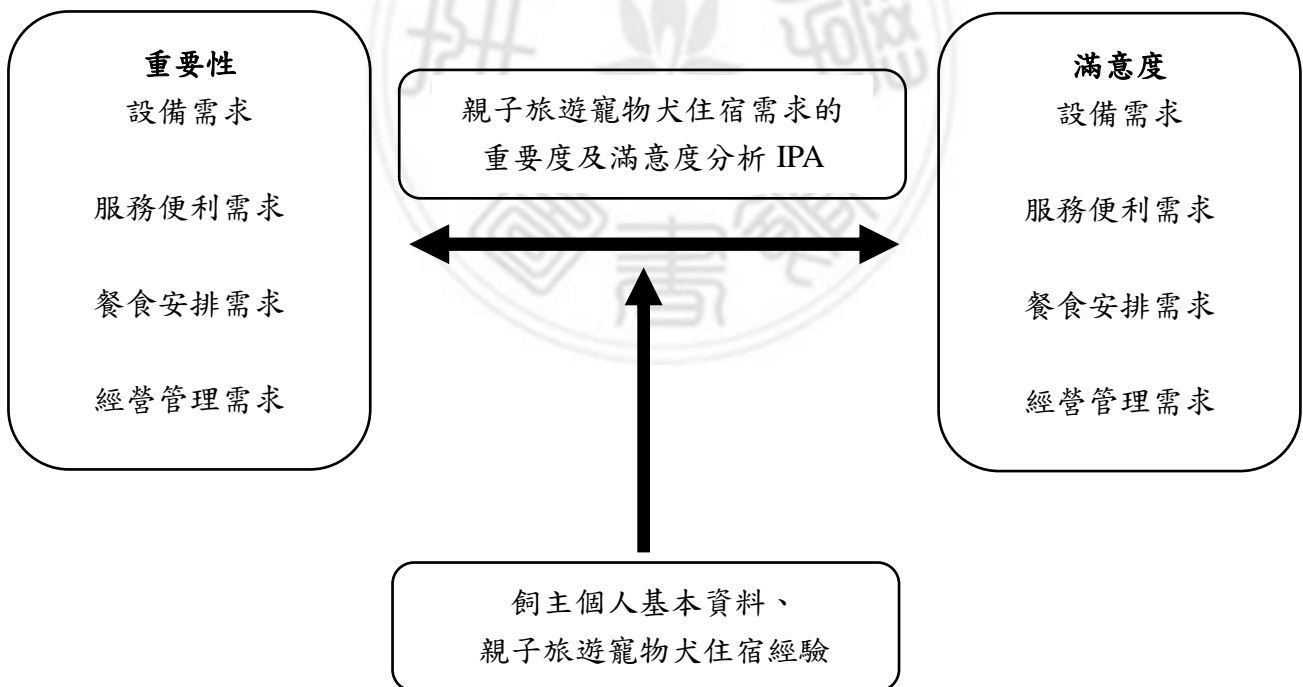 重要性
設備需求
服務便利需求
餐食安排需求
經營管理需求
親子旅遊寵物犬住宿需求的
重要度及滿意度分析 IPA
滿意度
設備需求
服務便利需求
餐食安排需求
經營管理需求
飼主個人基本資料、
親子旅遊寵物犬住宿經驗